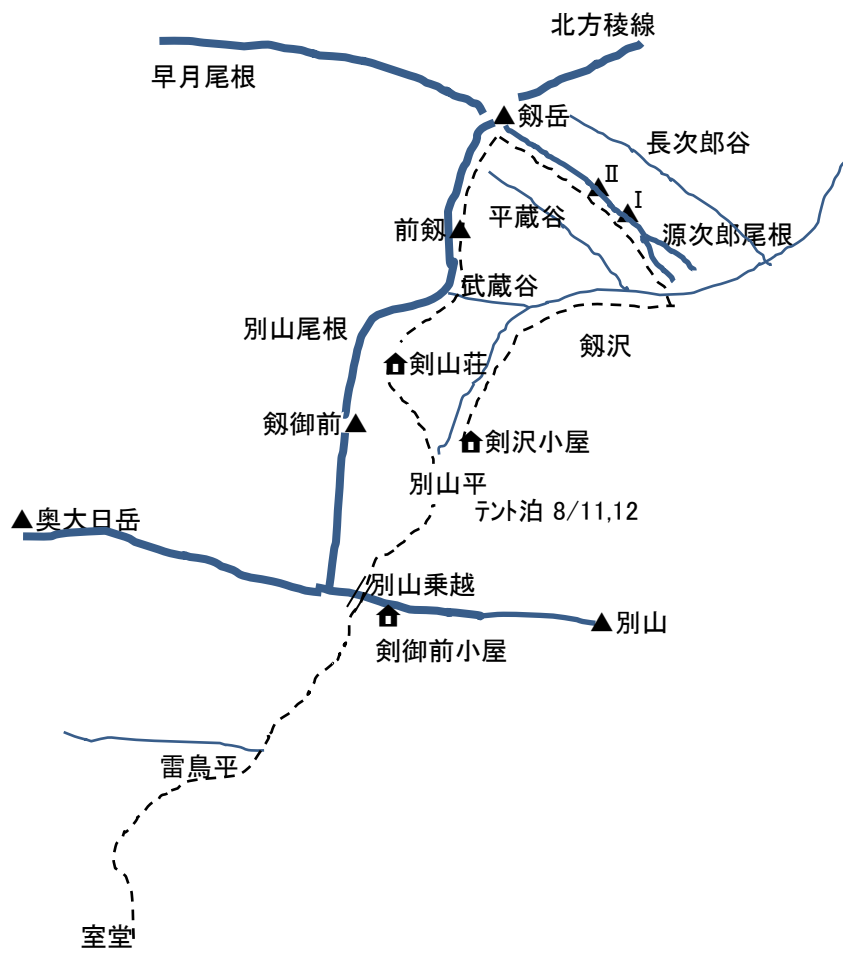 北方稜線
早月尾根
剱岳
長次郎谷
Ⅱ
Ⅰ
平蔵谷
前剱
源次郎尾根
武蔵谷
別山尾根
剱沢
剣山荘
剱御前
剣沢小屋
別山平
テント泊 8/11,12
奥大日岳
別山乗越
別山
剣御前小屋
雷鳥平
室堂